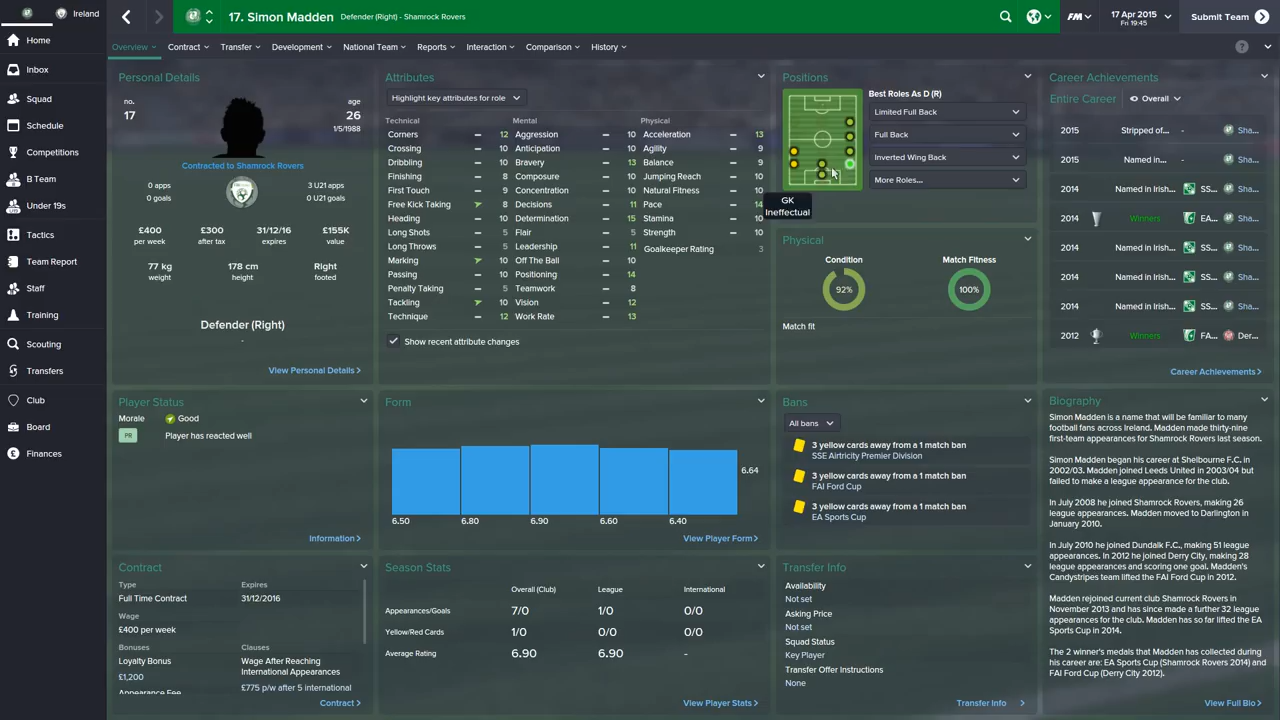 Ireland
17. Simon Madden
Defender (Right) - Shamrock Rovers
FM
17 Apr 2015
Fri 19:45
Submit Team
Home
Inbox
Squad
Schedule
Competitions
B Team
Under 19s
Tactics
Team Report
Staff
Training
Scouting
Transfers
Club
Board
Finances
Overview
Contract
Transfer
Development
National Team
Reports
Interaction
Comparison
History
?
Personal Details
no.
17
age
26
1/5/1988
Contracted to Shamrock Rovers
0 apps
0 goals
3 U21 apps
0 U21 goals
£400
per week
£300
after tax
31/12/16
expires
£155K
value
77 kg
weight
178 cm
height
Right
footed
Defender (Right)
-
View Personal Details
Attributes
Highlight key attributes for role
Technical
Mental
Physical
Corners – 12 Aggression – 10 Acceleration – 13
Crossing – 10 Anticipation – 10 Agility – 9
Dribbling – 10 Bravery – 13 Balance – 9
Finishing – 8 Composure – 10 Jumping Reach – 10
First Touch – 9 Concentration – 10 Natural Fitness – 10
Free Kick Taking 8 Decisions – 11 Pace – 14
Heading – 10 Determination – 15 Stamina – 10
Long Shots – 5 Flair – 5 Strength – 10
Long Throws – 5 Leadership – 11 Goalkeeper Rating 3
Marking 10 Off The Ball – 10
Passing – 10 Positioning – 14
Penalty Taking – 5 Teamwork – 8
Tackling 10 Vision – 12
Technique – 12 Work Rate – 13
Show recent attribute changes
Positions
Best Roles As D (R)
Limited Full Back
Full Back
Inverted Wing Back
More Roles...
GK
Ineffectual
Physical
Condition
Match Fitness
92%
100%
Match fit
Career Achievements
Entire Career
Overall
2015 Stripped of... - Sha...
2015 Named in... - Sha...
2014 Named in Irish... SS... Sha...
2014 Winners EA... Sha...
2014 Named in Irish... SS... Sha...
2014 Named in Irish... SS... Sha...
2014 Named in Irish... SS... Sha...
2012 Winners FA... Der...
Career Achievements
Player Status
Morale
Good
PR
Player has reacted well
Information
Form
6.64
6.50 6.80 6.90 6.60 6.40
View Player Form
Bans
All bans
3 yellow cards away from a 1 match ban
SSE Airtricity Premier Division
3 yellow cards away from a 1 match ban
FAI Ford Cup
3 yellow cards away from a 1 match ban
EA Sports Cup
Biography
Simon Madden is a name that will be familiar to many
football fans across Ireland. Madden made thirty-nine
first-team appearances for Shamrock Rovers last season.
Simon Madden began his career at Shelbourne F.C. in
2002/03. Madden joined Leeds United in 2003/04 but
failed to make a league appearance for the club.
In July 2008 he joined Shamrock Rovers, making 26
league appearances. Madden moved to Darlington in
January 2010.
In July 2010 he joined Dundalk F.C., making 51 league
appearances. In 2012 he joined Derry City, making 28
league appearances and scoring one goal. Madden's
Candystripes team lifted the FAI Ford Cup in 2012.
Madden rejoined current club Shamrock Rovers in
November 2013 and has since made a further 32 league
appearances for the club. Madden has so far lifted the EA
Sports Cup in 2014.
The 2 winner's medals that Madden has collected during
his career are: EA Sports Cup (Shamrock Rovers 2014) and
FAI Ford Cup (Derry City 2012).
View Full Bio
Contract
Type
Full Time Contract
Expires
31/12/2016
Wage
£400 per week
Bonuses
Loyalty Bonus
£1,200
Appearance Fee
Clauses
Wage After Reaching
International Appearances
£775 p/w after 5 international
Contract
Season Stats
Overall (Club) League International
Appearances/Goals 7/0 1/0 0/0
Yellow/Red Cards 1/0 0/0 0/0
Average Rating 6.90 6.90 -
View Player Stats
Transfer Info
Availability
Not set
Asking Price
Not set
Squad Status
Key Player
Transfer Offer Instructions
None
Transfer Info